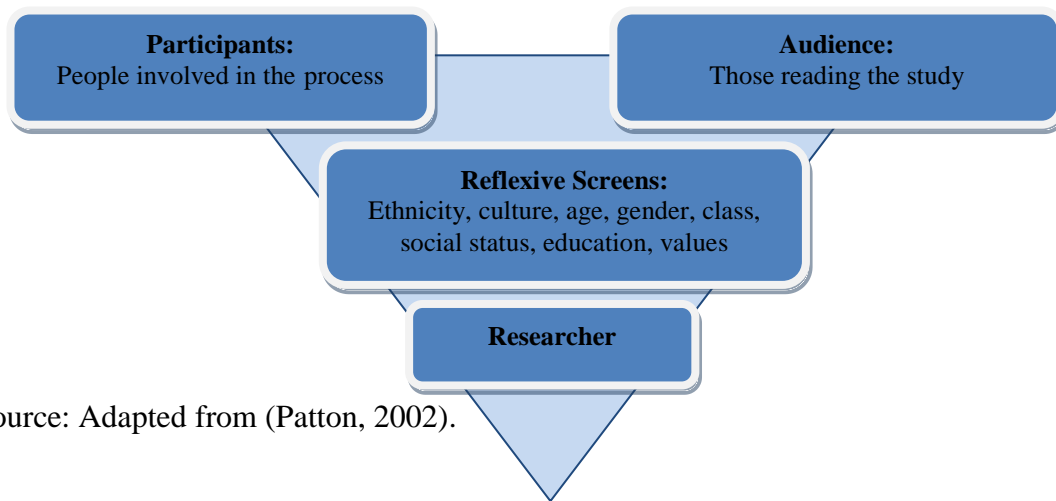 Participants:
People involved in the process
Audience:
Those reading the study
Reflexive Screens:
Ethnicity, culture, age, gender, class,
social status, education, values
Researcher
ource: Adapted from (Patton, 2002).